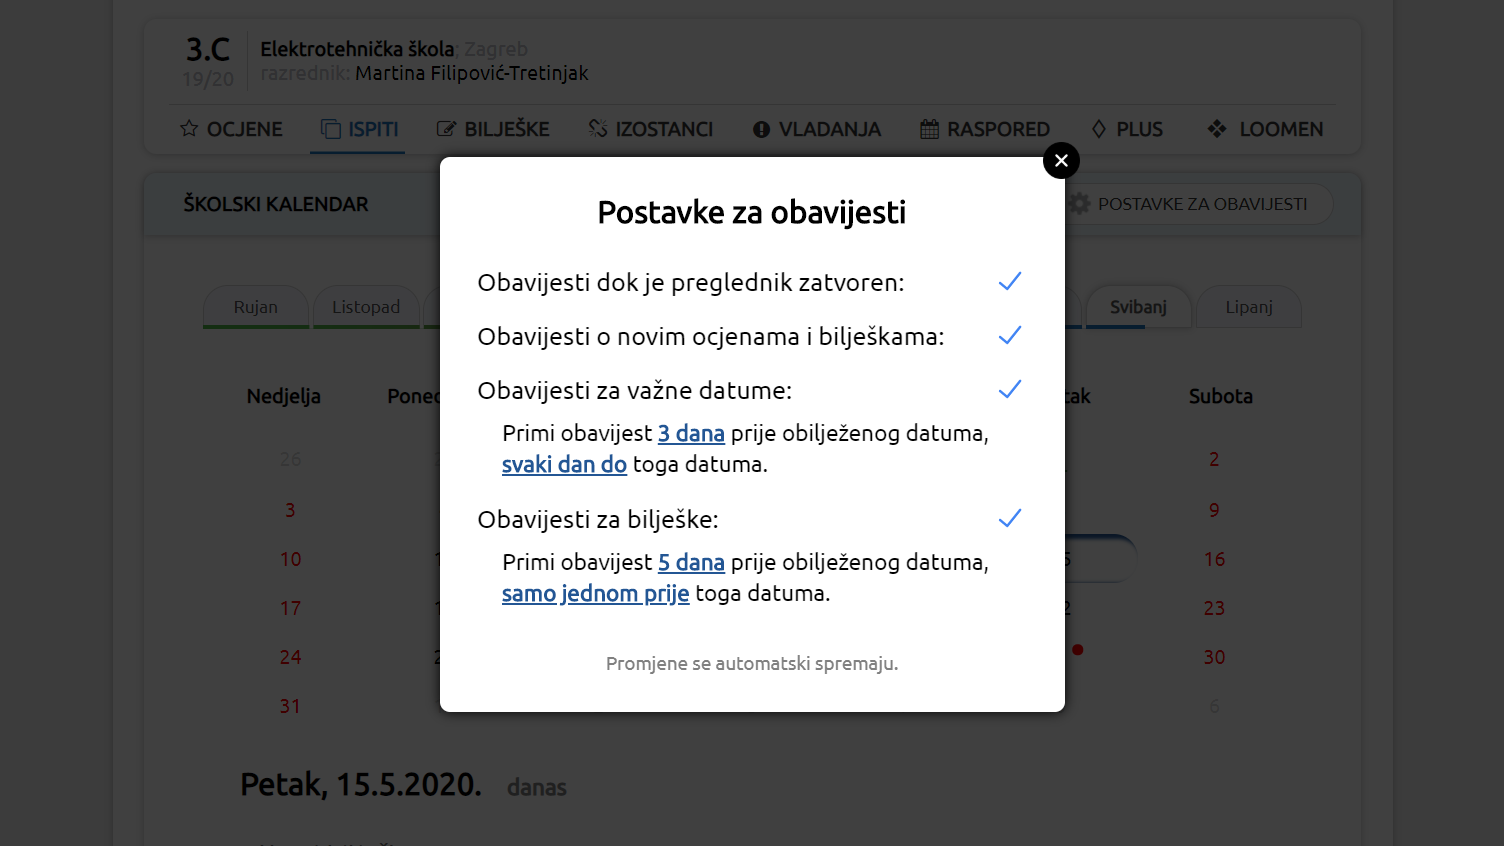 3.C
19/20
Elektrotehnička škola; Zagreb
razrednik: Martina Filipović-Tretinjak
OCJENE ISPITI BILJEŠKE IZOSTANCI VLADANJA RASPORED PLUS LOOMEN
ŠKOLSKI KALENDAR
POSTAVKE ZA OBAVIJESTI
Postavke za obavijesti
Obavijesti dok je preglednik zatvoren:
Obavijesti o novim ocjenama i bilješkama:
Obavijesti za važne datume:
Primi obavijest 3 dana prije obilježenog datuma,
svaki dan do toga datuma.
Obavijesti za bilješke:
Primi obavijest 5 dana prije obilježenog datuma,
samo jednom prije toga datuma.
Promjene se automatski spremaju.
Rujan Listopad Svibanj Lipanj
Nedjelja Subota
26 2
3 9
10 16
17 23
24 30
31 6
Petak, 15.5.2020. danas